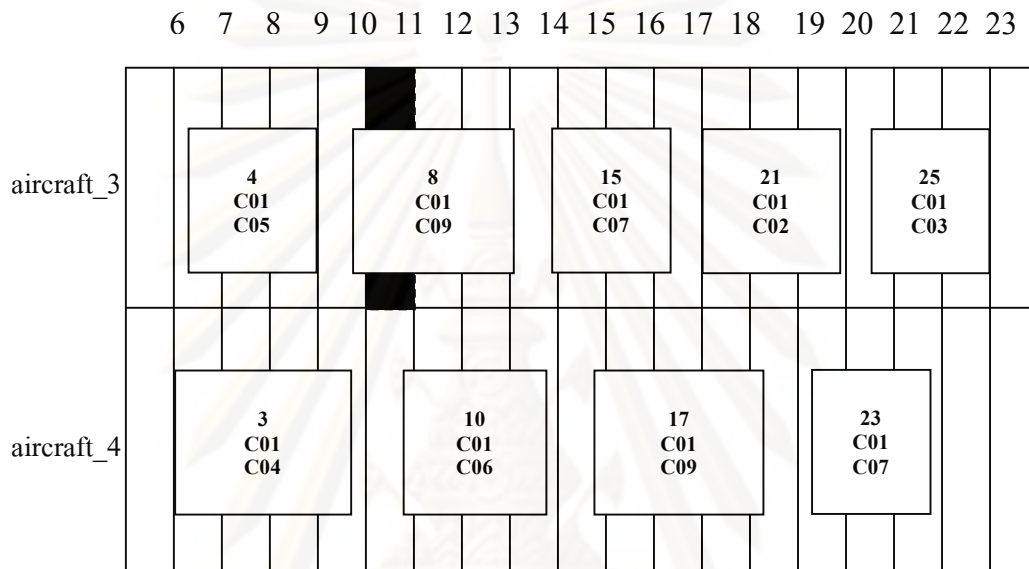 6 7 8 9 10 11 12 13 14 15 16 17 18 19 20 21 22 23
aircraft_3
4
C01
C05
8
C01
C09
15
C01
C07
21
C01
C02
25
C01
C03
aircraft_4
3
C01
C04
10
C01
C06
17
C01
C09
23
C01
C07